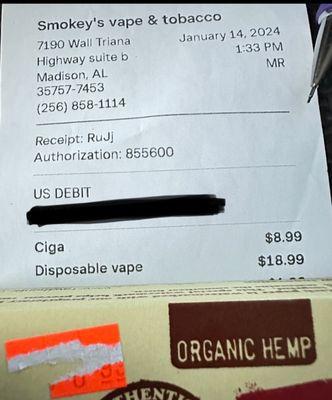 Smokey's vape & tobacco
7190 Wall Triana
Highway suite b
Madison, AL
35757-7453
(256) 858-1114
January 14, 2024
1:33 PM
MR
Receipt: RuJj
Authorization: 855600
US DEBIT
Ciga $8.99
Disposable vape $18.99
ORGANIC HEMP